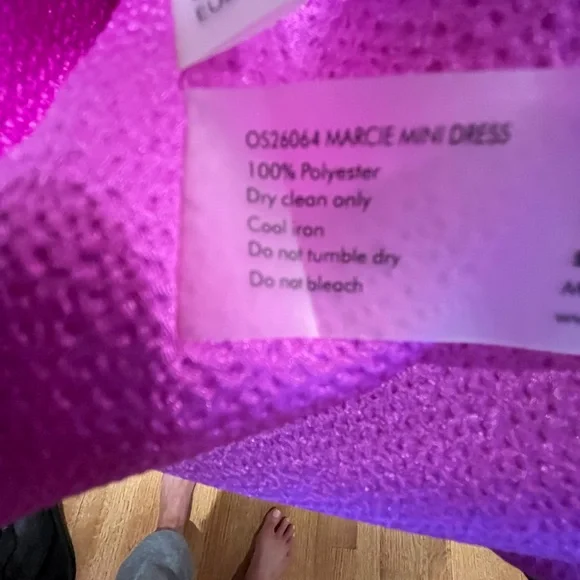 OS26064 MARCIE MINI DRESS
100% Polyester
Dry clean only
Cool iron
Do not tumble dry
Do not bleach